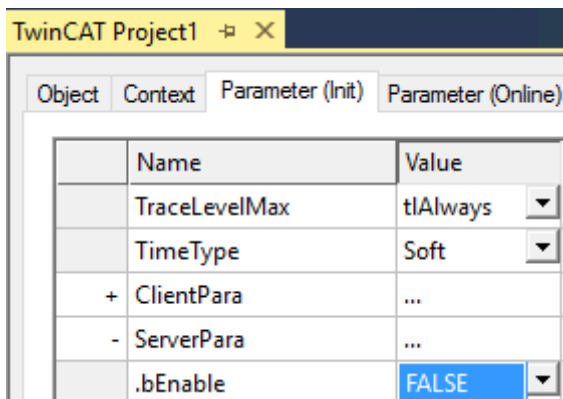 TwinCAT Project1
Object Context Parameter (Init) Parameter (Online)
Name Value
TraceLevelMax tlAlways
TimeType Soft
+ ClientPara ...
- ServerPara ...
.bEnable FALSE